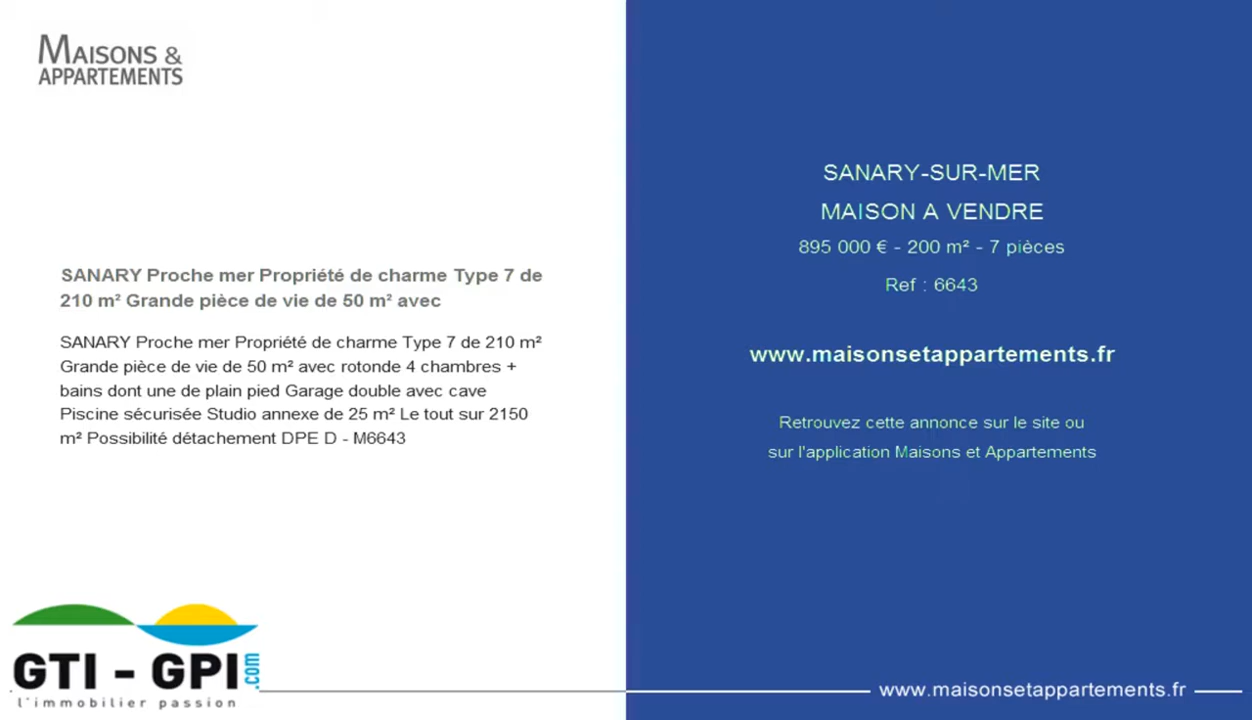 MAISONS &
APPARTEMENTS
SANARY Proche mer Propriété de charme Type 7 de
210 m² Grande pièce de vie de 50 m² avec
SANARY Proche mer Propriété de charme Type 7 de 210 m²
Grande pièce de vie de 50 m² avec rotonde 4 chambres +
bains dont une de plain pied Garage double avec cave
Piscine sécurisée Studio annexe de 25 m² Le tout sur 2150
m² Possibilité détachement DPE D - M6643
GTI - GPI.com
l'immobilier passion
SANARY-SUR-MER
MAISON A VENDRE
895 000 € - 200 m² - 7 pièces
Ref : 6643
www.maisonsetappartements.fr
Retrouvez cette annonce sur le site ou
sur l'application Maisons et Appartements
www.maisonsetappartements.fr